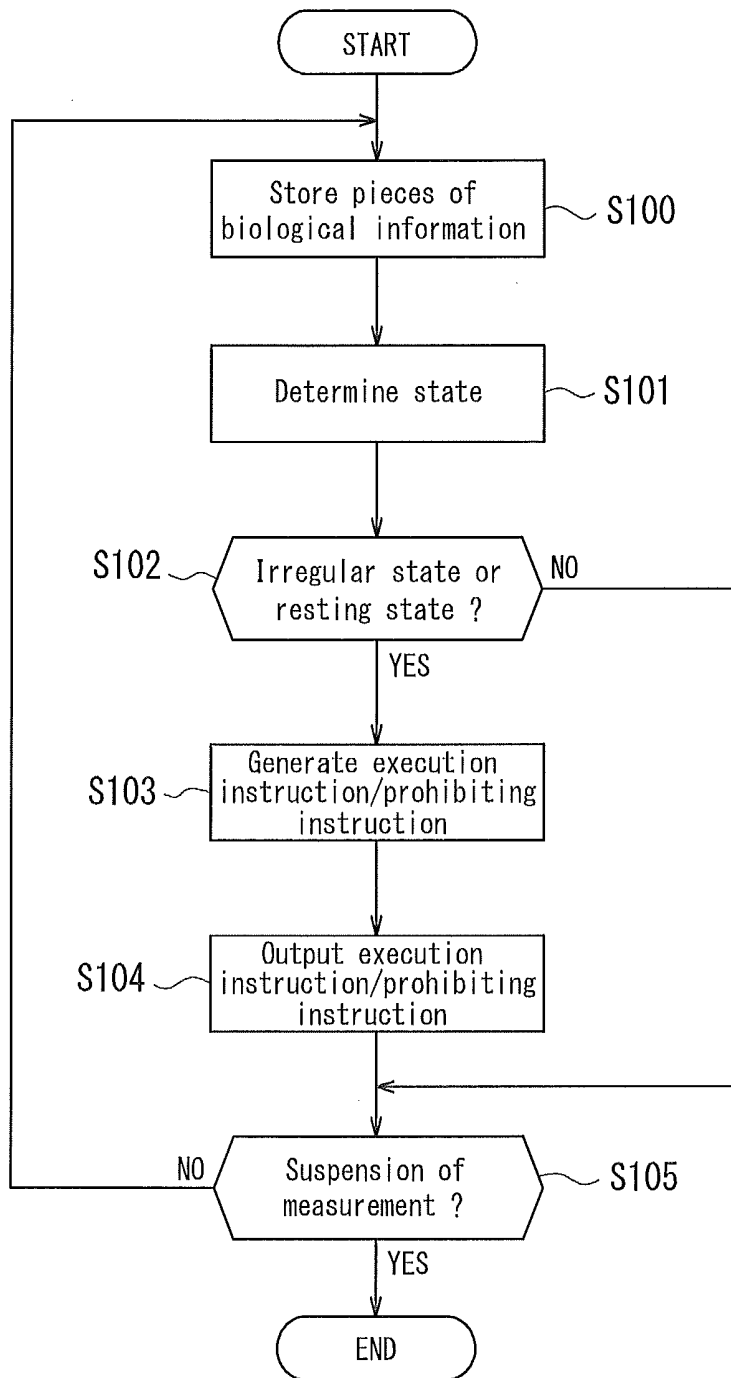 START
Store pieces of
biological information
S100
Determine state
S101
S102
Irregular state or
resting state ?
NO
YES
S103
Generate execution
instruction/prohibiting
instruction
S104
Output execution
instruction/prohibiting
instruction
NO
Suspension of
measurement ?
S105
YES
END